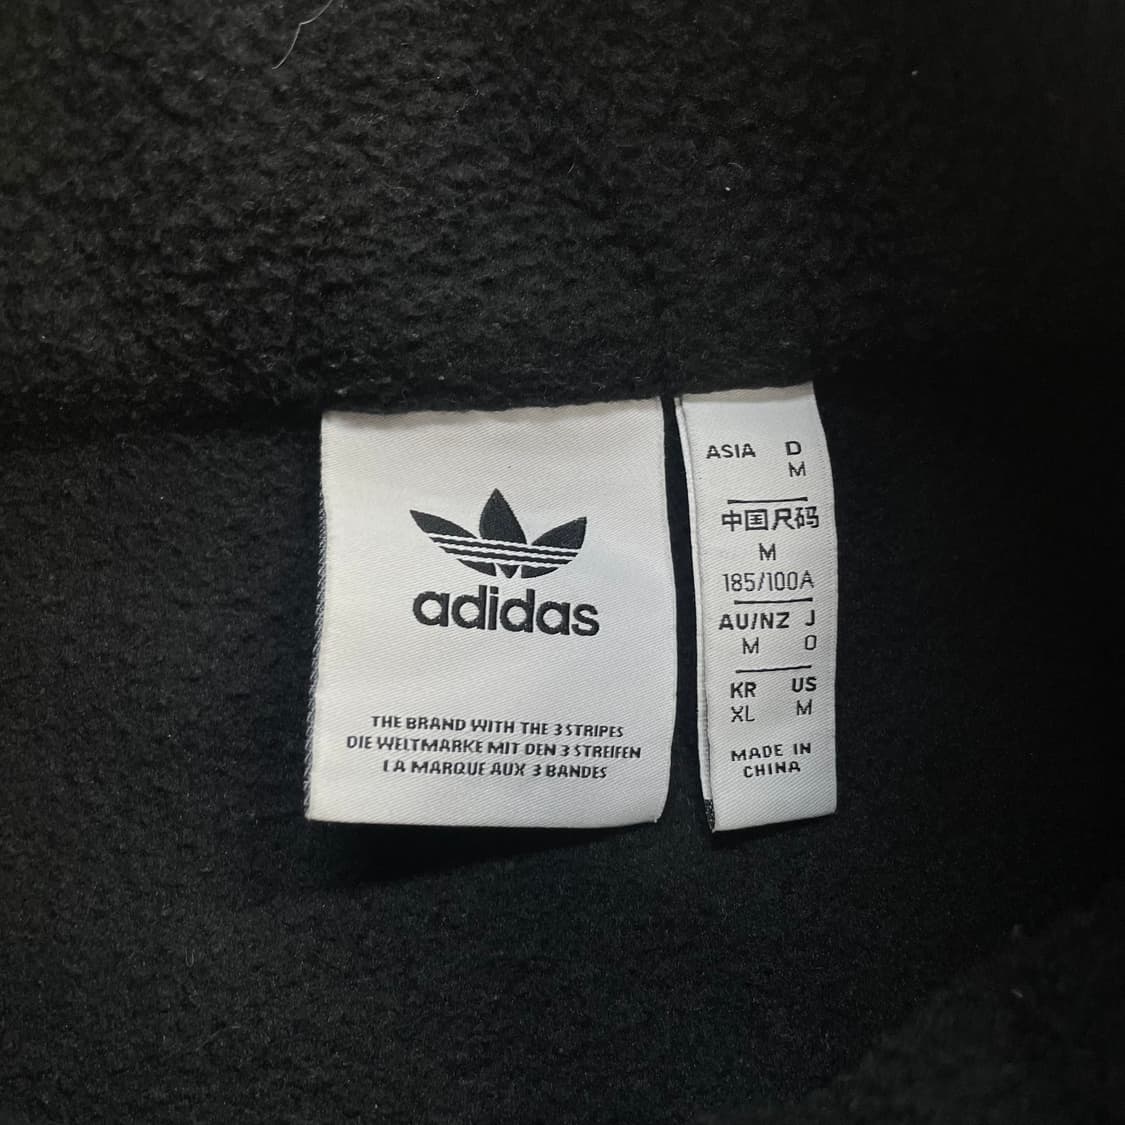 adidas
THE BRAND WITH THE 3 STRIPES
DIE WELTMARKE MIT DEN 3 STREIFEN
LA MARQUE AUX 3 BANDES
ASIA D
M
中国尺码
M
185/100A
AU/NZ J
M O
KR US
XL M
MADE IN
CHINA